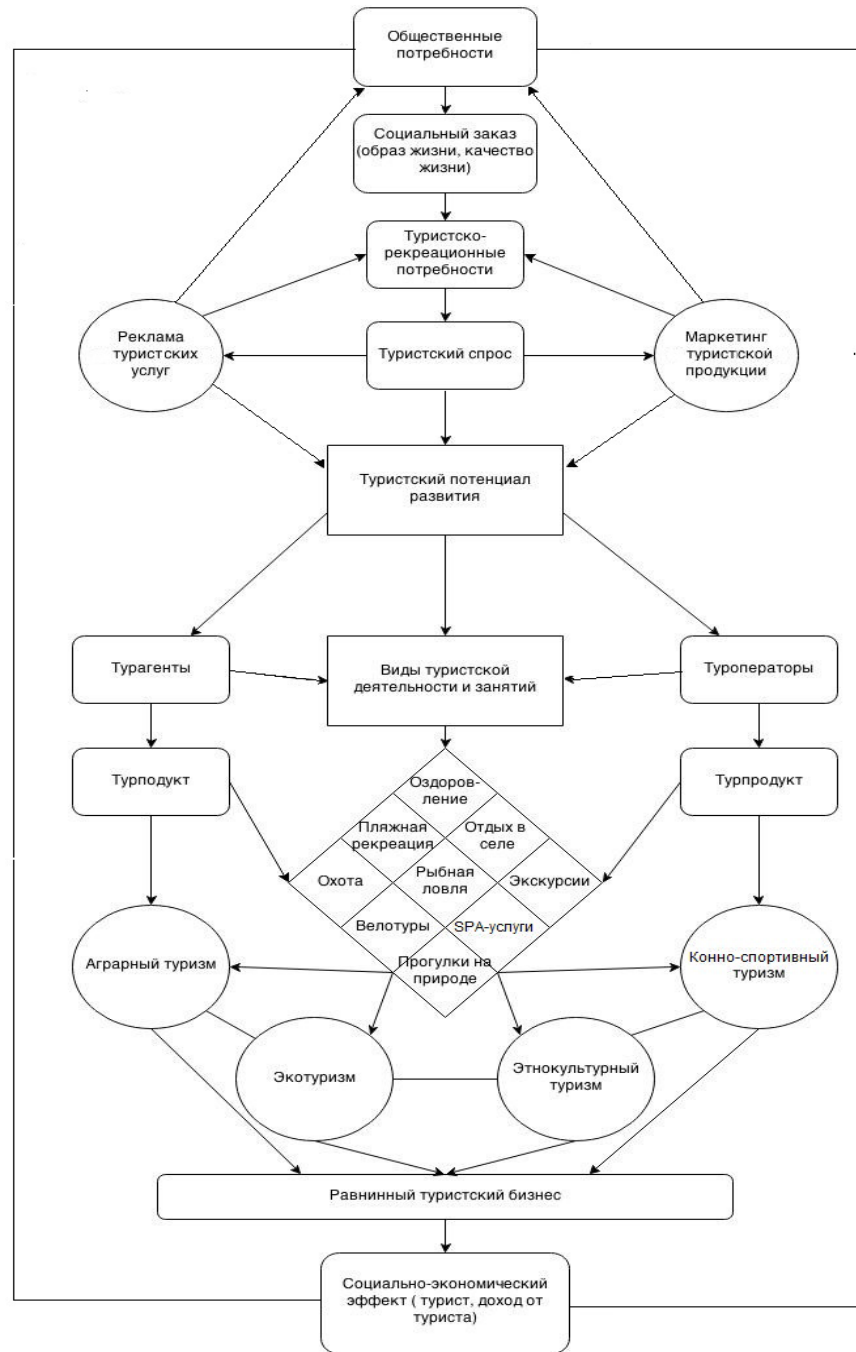 Общественные
потребности
Социальный заказ
(образ жизни, качество
жизни)
Туристско-
рекреационные
потребности
Реклама
туристских
услуг
Туристский спрос
Маркетинг
туристской
продукции
Туристский потенциал
развития
Турагенты
Виды туристской
деятельности и занятий
Туроператоры
Турподукт
Турпродукт
Оздоров-
ление
Пляжная
рекреация
Отдых в
селе
Охота
Рыбная
ловля
Экскурсии
Велотуры
SPA-услуги
Прогулки на
природе
Аграрный туризм
Конно-спортивный
туризм
Экотуризм
Этнокультурный
туризм
Равнинный туристский бизнес
Социально-экономический
эффект ( турист, доход от
туриста)